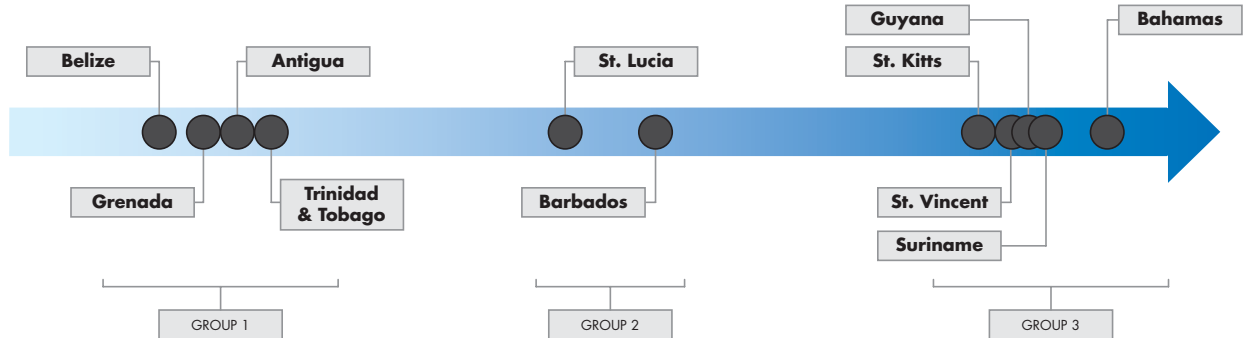 Guyana
Bahamas
Belize
Antigua
St. Lucia
St. Kitts
Grenada
Trinidad
& Tobago
Barbados
St. Vincent
Suriname
GROUP 1
GROUP 2
GROUP 3